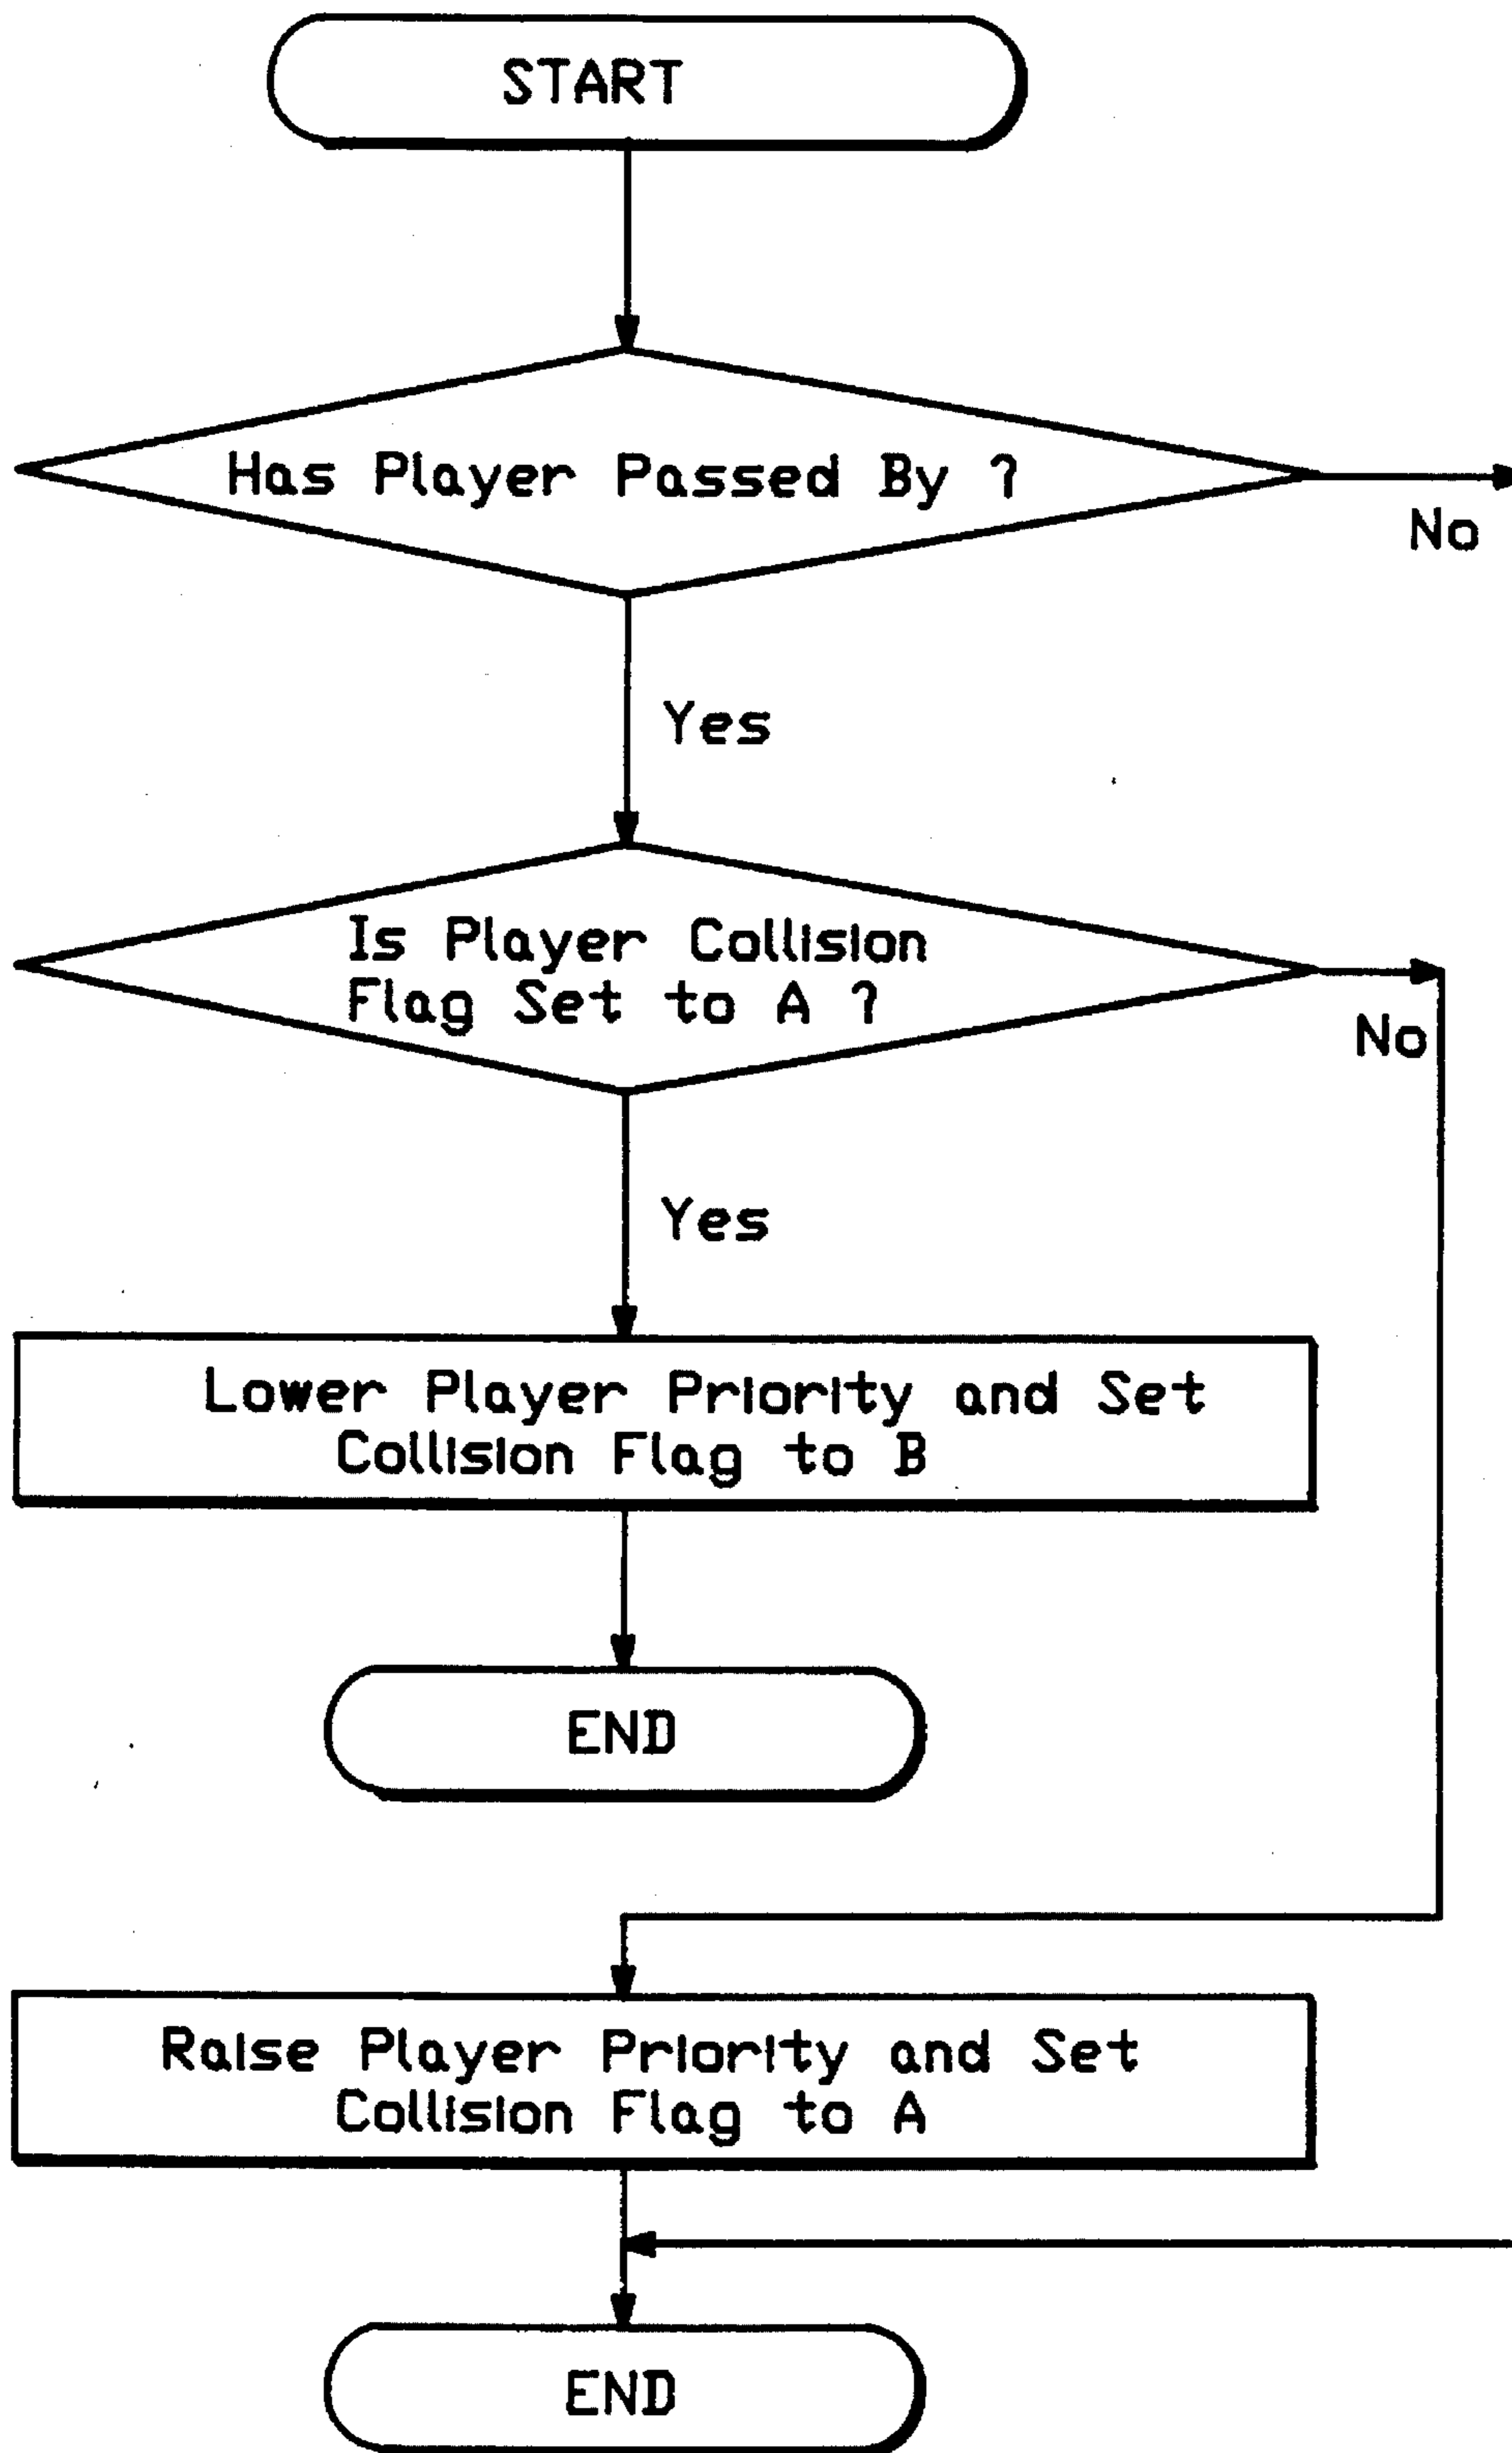 START
Has Player Passed By ?
No
Yes
Is Player Collision
Flag Set to A ?
No
Yes
Lower Player Priority and Set
Collision Flag to B
END
Raise Player Priority and Set
Collision Flag to A
END